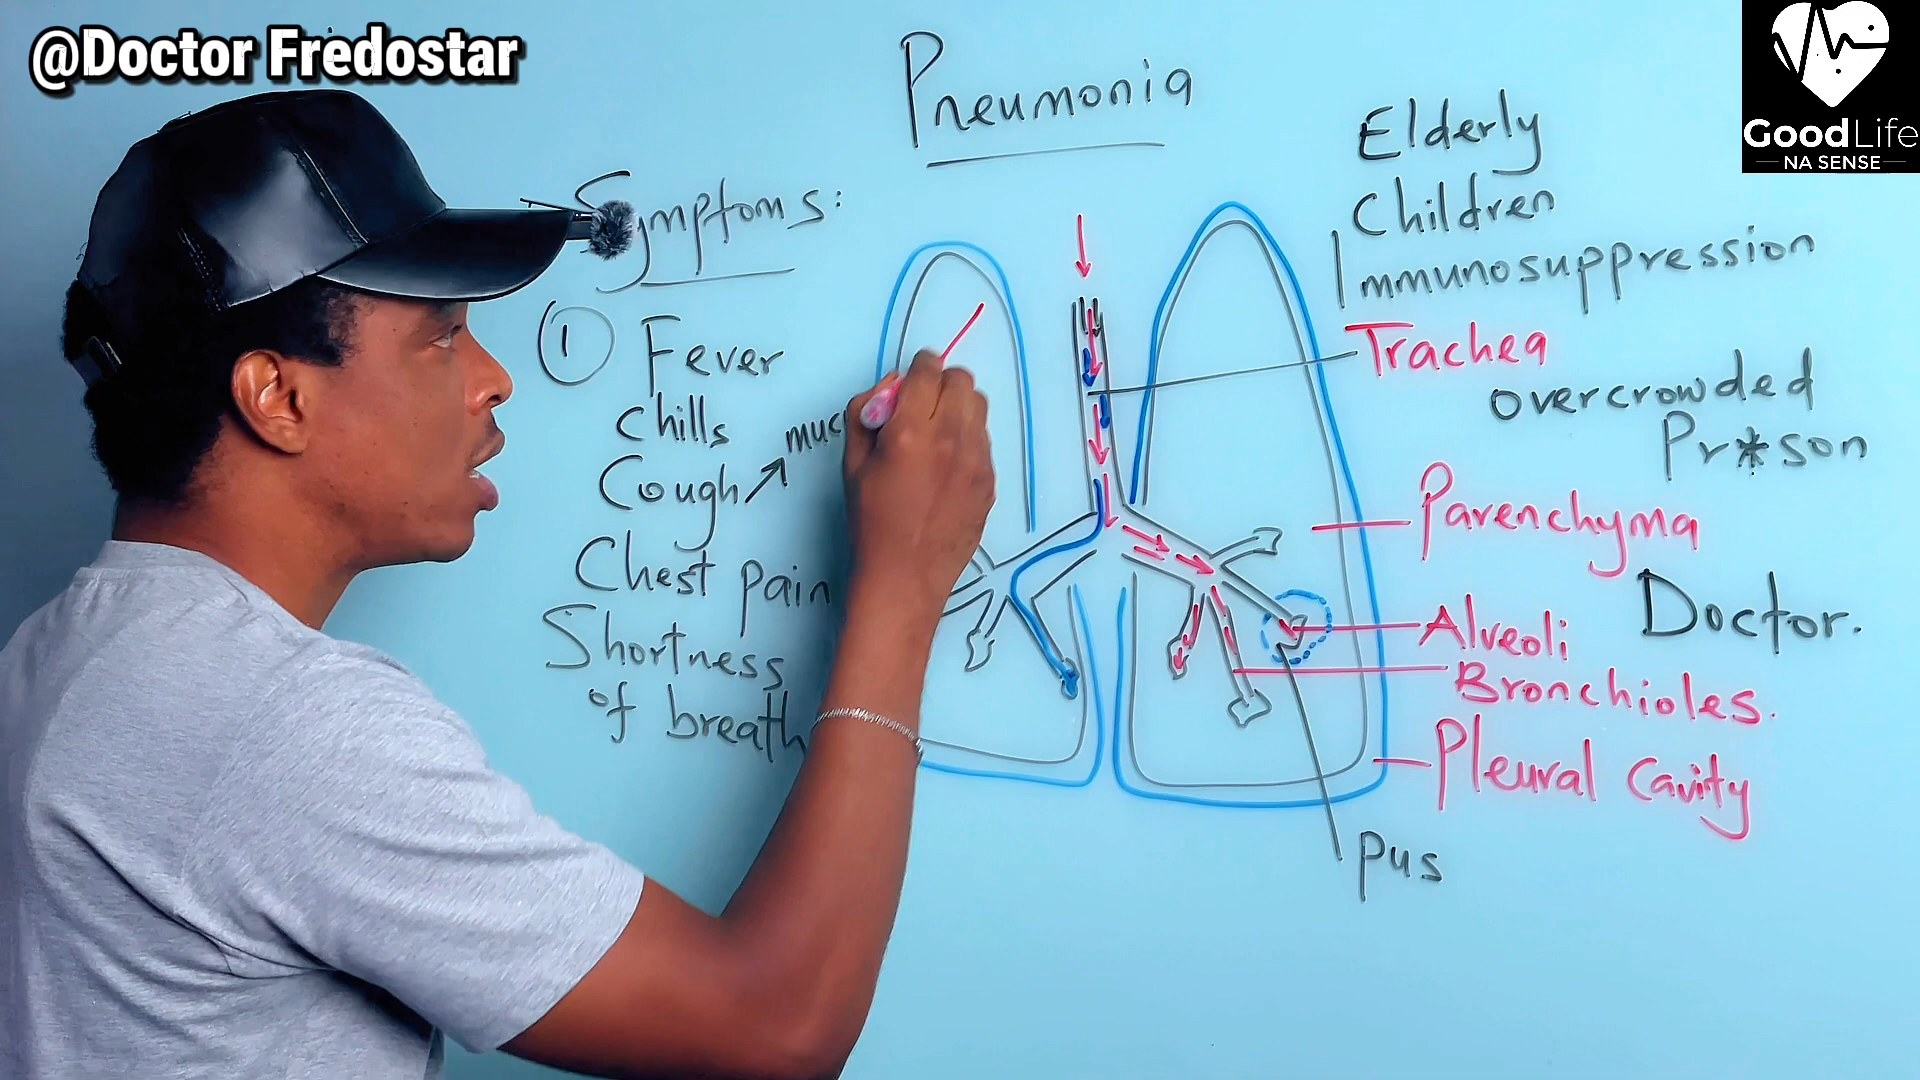 @Doctor Fredostar
GoodLife
NA SENSE
Pneumonia
Symptoms:
1 Fever
Chills
Cough
Chest pain
Shortness
of breath
Elderly
Children
Immunosuppression
Trachea
overcrowded
Pr*son
Parenchyma
Doctor.
Alveoli
Bronchioles.
Pleural Cavity
Pus